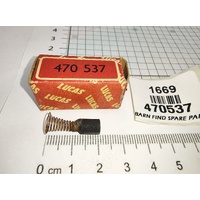 470 537
LUCAS LUCAS
LUCAS
1669
470537
BARN FIND SPARE PA
0 cm 1 2 3 4 5